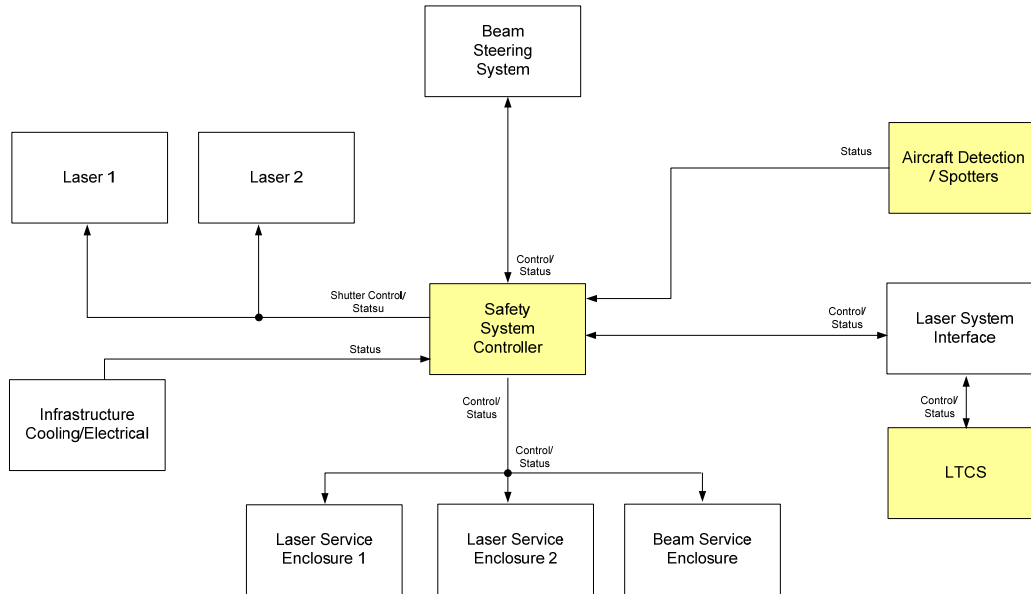 Beam
Steering
System
Laser 1
Laser 2
Status
Aircraft Detection
/ Spotters
Control/
Status
Shutter Control/
Statsu
Safety
System
Controller
Control/
Status
Laser System
Interface
Status
Infrastructure
Cooling/Electrical
Control/
Status
Control/
Status
LTCS
Control/
Status
Laser Service
Enclosure 1
Laser Service
Enclosure 2
Beam Service
Enclosure